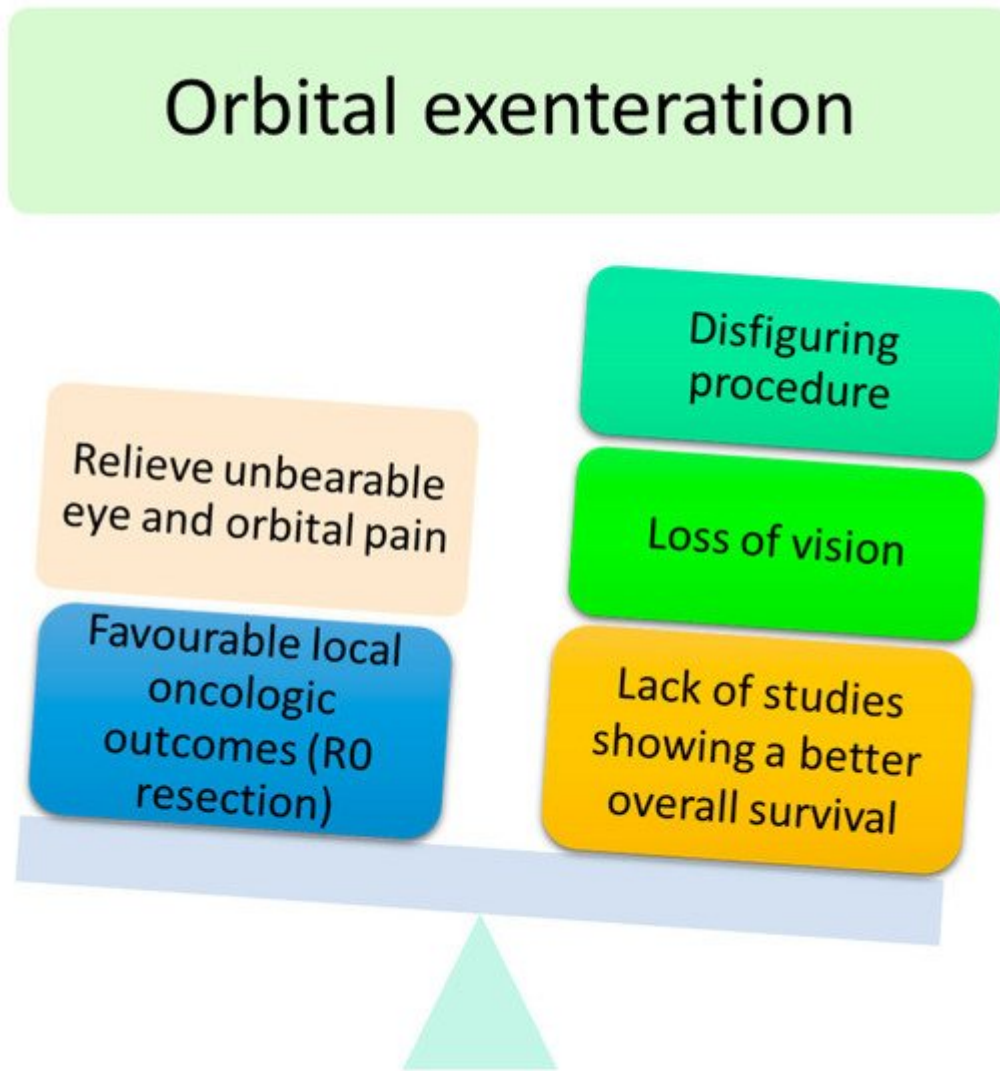 Orbital exenteration
Relieve unbearable
eye and orbital pain
Favourable local
oncologic
outcomes (R0
resection)
Disfiguring
procedure
Loss of vision
Lack of studies
showing a better
overall survival